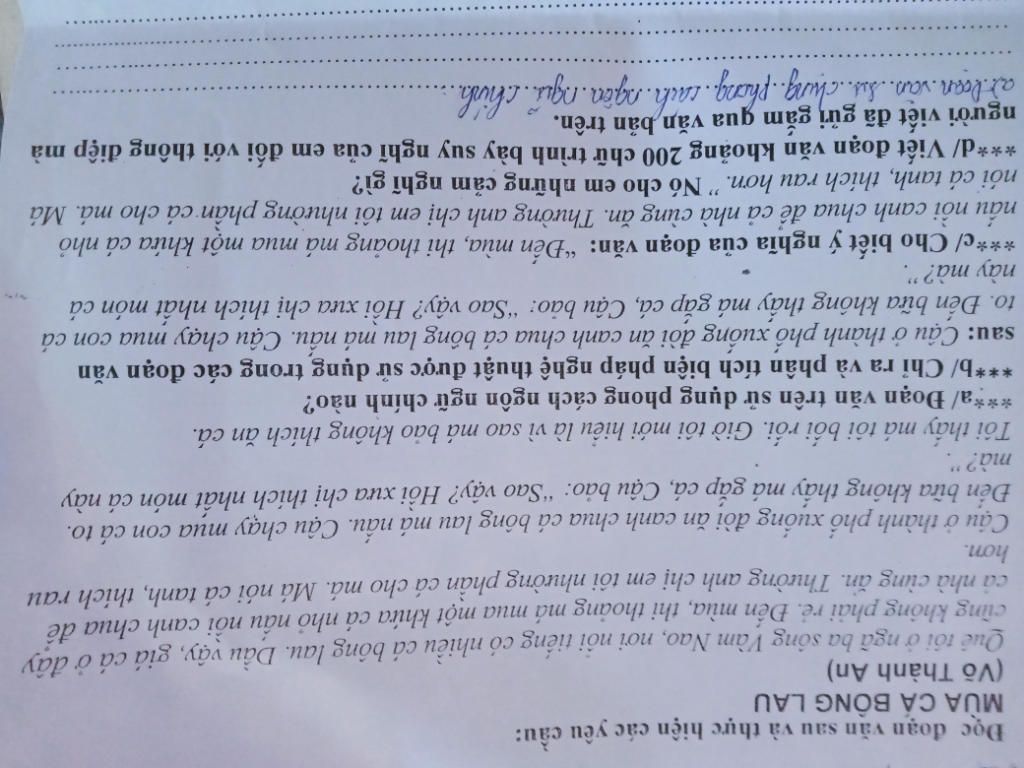 Đọc đoạn văn sau và thực hiện các yêu cầu:
MÙA CÁ BÔNG LAU
(Võ Thành An)
Quê tôi ở ngã ba sông Vàm Nao, nơi nổi tiếng có nhiều cá bông lau. Dầu vậy, giá cá ở đây
cũng không phải rẻ. Đến mùa, thi thoảng má mua một khứa cá nhỏ nấu nồi canh chua để
cả nhà cùng ăn. Thường anh chị em tôi nhường phần cá cho má. Má nói cá tanh, thích rau
hơn.
Cậu ở thành phố xuống đòi ăn canh chua cá bông lau má nấu. Cậu chạy mua con cá to.
Đến bữa không thấy má gắp cá, Cậu bảo: “Sao vậy? Hồi xưa chị thích nhất món cá này
mà?”.
Tôi thấy má tôi bối rối. Giờ tôi mới hiểu là vì sao má bảo không thích ăn cá.
***a/ Đoạn văn trên sử dụng phong cách ngôn ngữ chính nào?
***b/ Chỉ ra và phân tích biện pháp nghệ thuật được sử dụng trong các đoạn văn
sau: Cậu ở thành phố xuống đòi ăn canh chua cá bông lau má nấu. Cậu chạy mua con cá
to. Đến bữa không thấy má gắp cá, Cậu bảo: “Sao vậy? Hồi xưa chị thích nhất món cá
này mà?”.
***c/ Cho biết ý nghĩa của đoạn văn: “Đến mùa, thi thoảng má mua một khứa cá nhỏ
nấu nồi canh chua để cả nhà cùng ăn. Thường anh chị em tôi nhường phần cá cho má. Má
nói cá tanh, thích rau hơn.” Nó cho em những cảm nghĩ gì?
***d/ Viết đoạn văn khoảng 200 chữ trình bày suy nghĩ của em đối với thông điệp mà
người viết đã gửi gắm qua văn bản trên.
a) Đoạn văn sử dụng phong cách ngôn ngữ chính